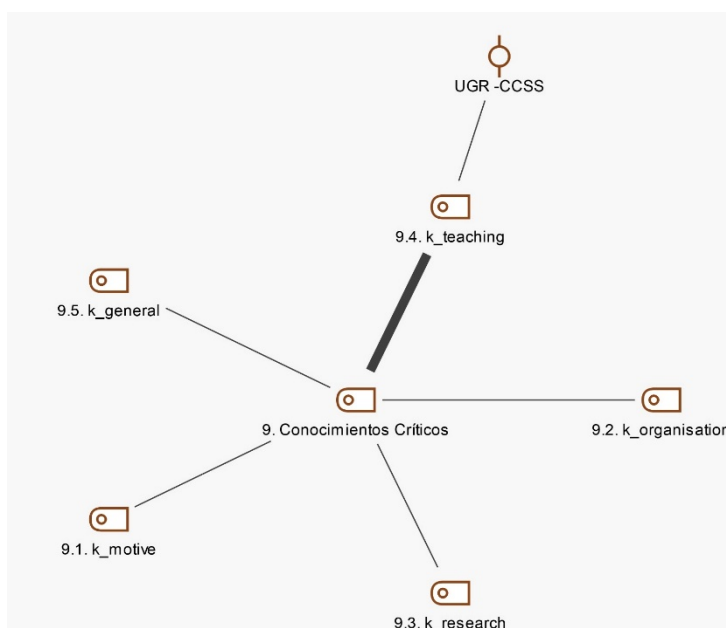 UGR -CCSS
9.4. k_teaching
9.5. k_general
9. Conocimientos Críticos
9.2. k_organisation
9.1. k_motive
9.3. k_research